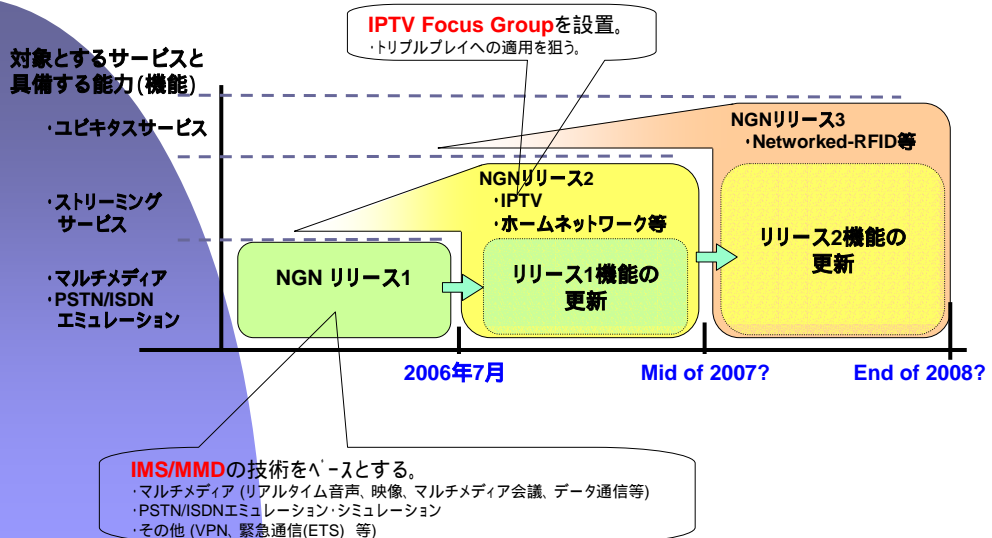 IPTV Focus Groupを設置。
・トリプルプレイへの適用を狙う。
対象とするサービスと
具備する能力(機能)
・ユビキタスサービス
・ストリーミング
サービス
・マルチメディア
・PSTN/ISDN
エミュレーション
NGNリリース3
・Networked-RFID等
NGNリリース2
・IPTV
・ホームネットワーク等
NGN リリース1
リリース1機能の
更新
リリース2機能の
更新
2006年7月
Mid of 2007?
End of 2008?
IMS/MMDの技術をベースとする。
・マルチメディア (リアルタイム音声、映像、マルチメディア会議、データ通信等)
・PSTN/ISDNエミュレーション・シミュレーション
・その他 (VPN、緊急通信(ETS) 等)